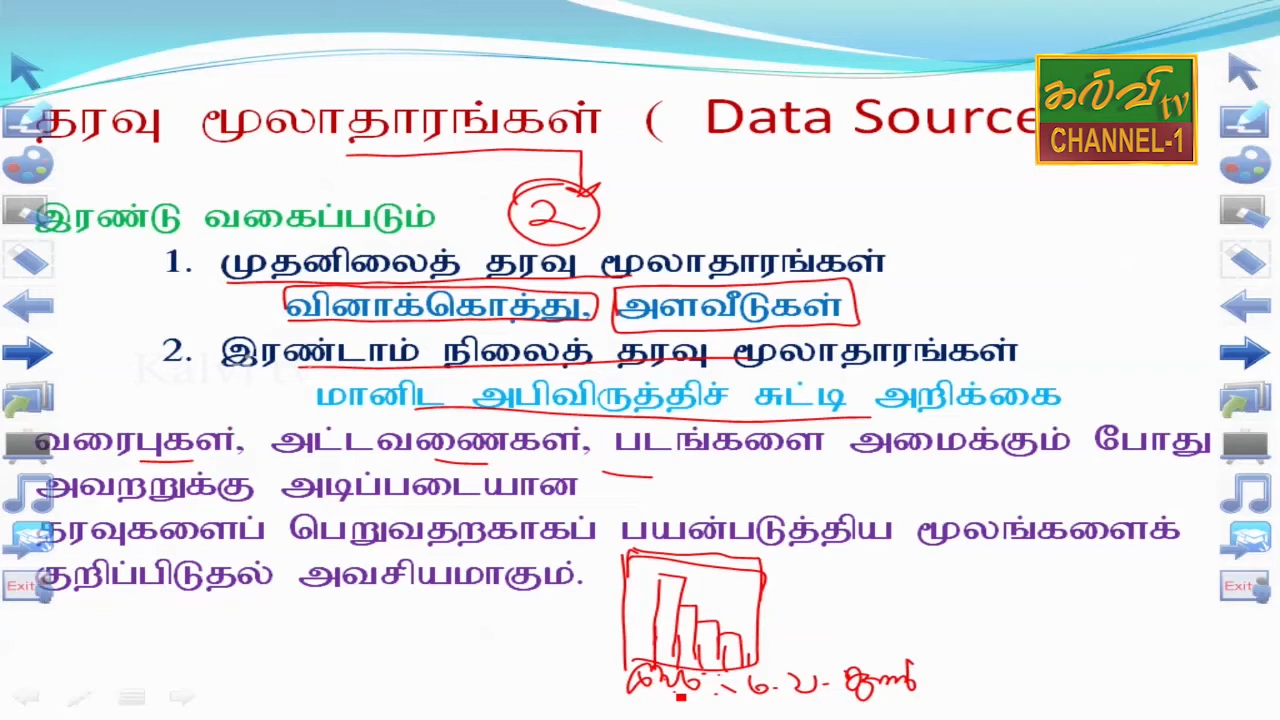 கல்வி tv
CHANNEL-1
தரவு மூலாதாரங்கள் ( Data Source
2
இரண்டு வகைப்படும்
1. முதனிலைத் தரவு மூலாதாரங்கள்
வினாக்கொத்து, அளவீடுகள்
2. இரண்டாம் நிலைத் தரவு மூலாதாரங்கள்
மானிட அபிவிருத்திச் சுட்டி அறிக்கை
வரைபுகள், அட்டவணைகள், படங்களை அமைக்கும் போது
அவற்றுக்கு அடிப்படையான
தரவுகளைப் பெறுவதற்காகப் பயன்படுத்திய மூலங்களைக்
குறிப்பிடுதல் அவசியமாகும்.
Exit
Exit